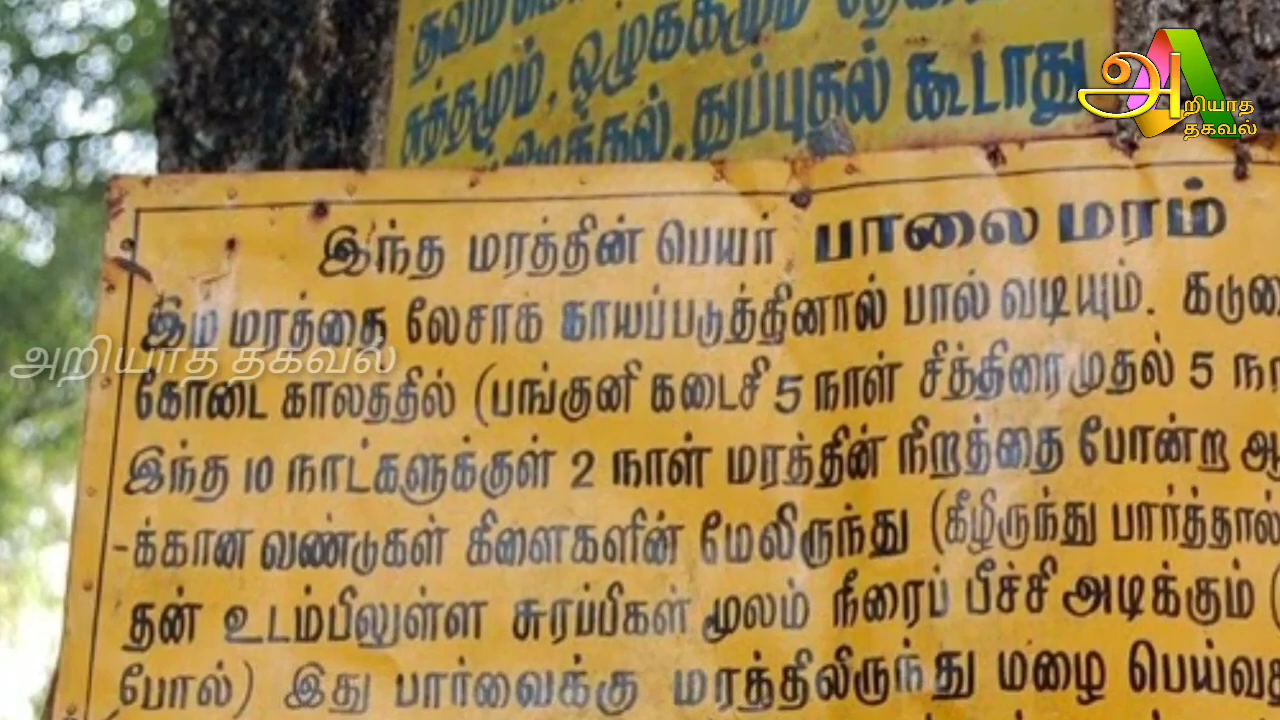 சுத்தமும், ஒழுக்கமும்
துப்புதல் கூடாது
அறியாத
தகவல்
இந்த மரத்தின் பெயர் பாலை மரம்
இம் மரத்தை லேசாக காயப்படுத்தினால் பால் வடியும்.
அறியாத தகவல்
கோடை காலத்தில் (பங்குனி கடைசி 5 நாள் சித்திரை முதல் 5
இந்த 10 நாட்களுக்குள் 2 நாள் மரத்தின் நிறத்தை போன்ற
-க்கான வண்டுகள் கிளைகளின் மேலிருந்து (கீழிருந்து பார்த்தால்
தன் உடம்பிலுள்ள சுரப்பிகள் மூலம் நீரைப் பீச்சி அடிக்கும் (
போல்) இது பார்வைக்கு மரத்திலிருந்து மழை